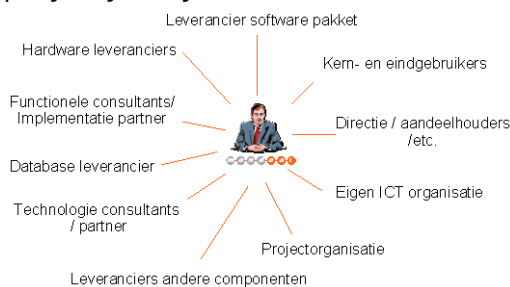 Leverancier software pakket
Hardware leveranciers
Kern- en eindgebruikers
Functionele consultants/
Implementatie partner
Directie / aandeelhouders
/etc.
Database leverancier
Eigen ICT organisatie
Technologie consultants
/ partner
Projectorganisatie
Leveranciers andere componenten